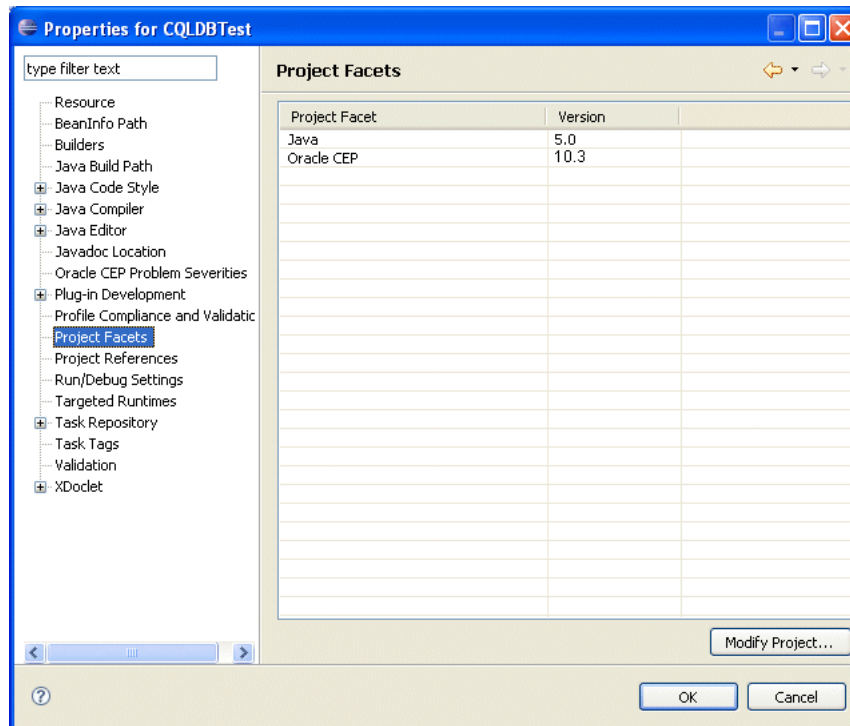 Properties for CQLDBTest
type filter text
Project Facets
Resource
BeanInfo Path
Builders
Java Build Path
Java Code Style
Java Compiler
Java Editor
Javadoc Location
Oracle CEP Problem Severities
Plug-in Development
Profile Compliance and Validatic
Project Facets
Project References
Run/Debug Settings
Targeted Runtimes
Task Repository
Task Tags
Validation
XDoclet
Project Facet Version
Java 5.0
Oracle CEP 10.3
Modify Project...
OK Cancel